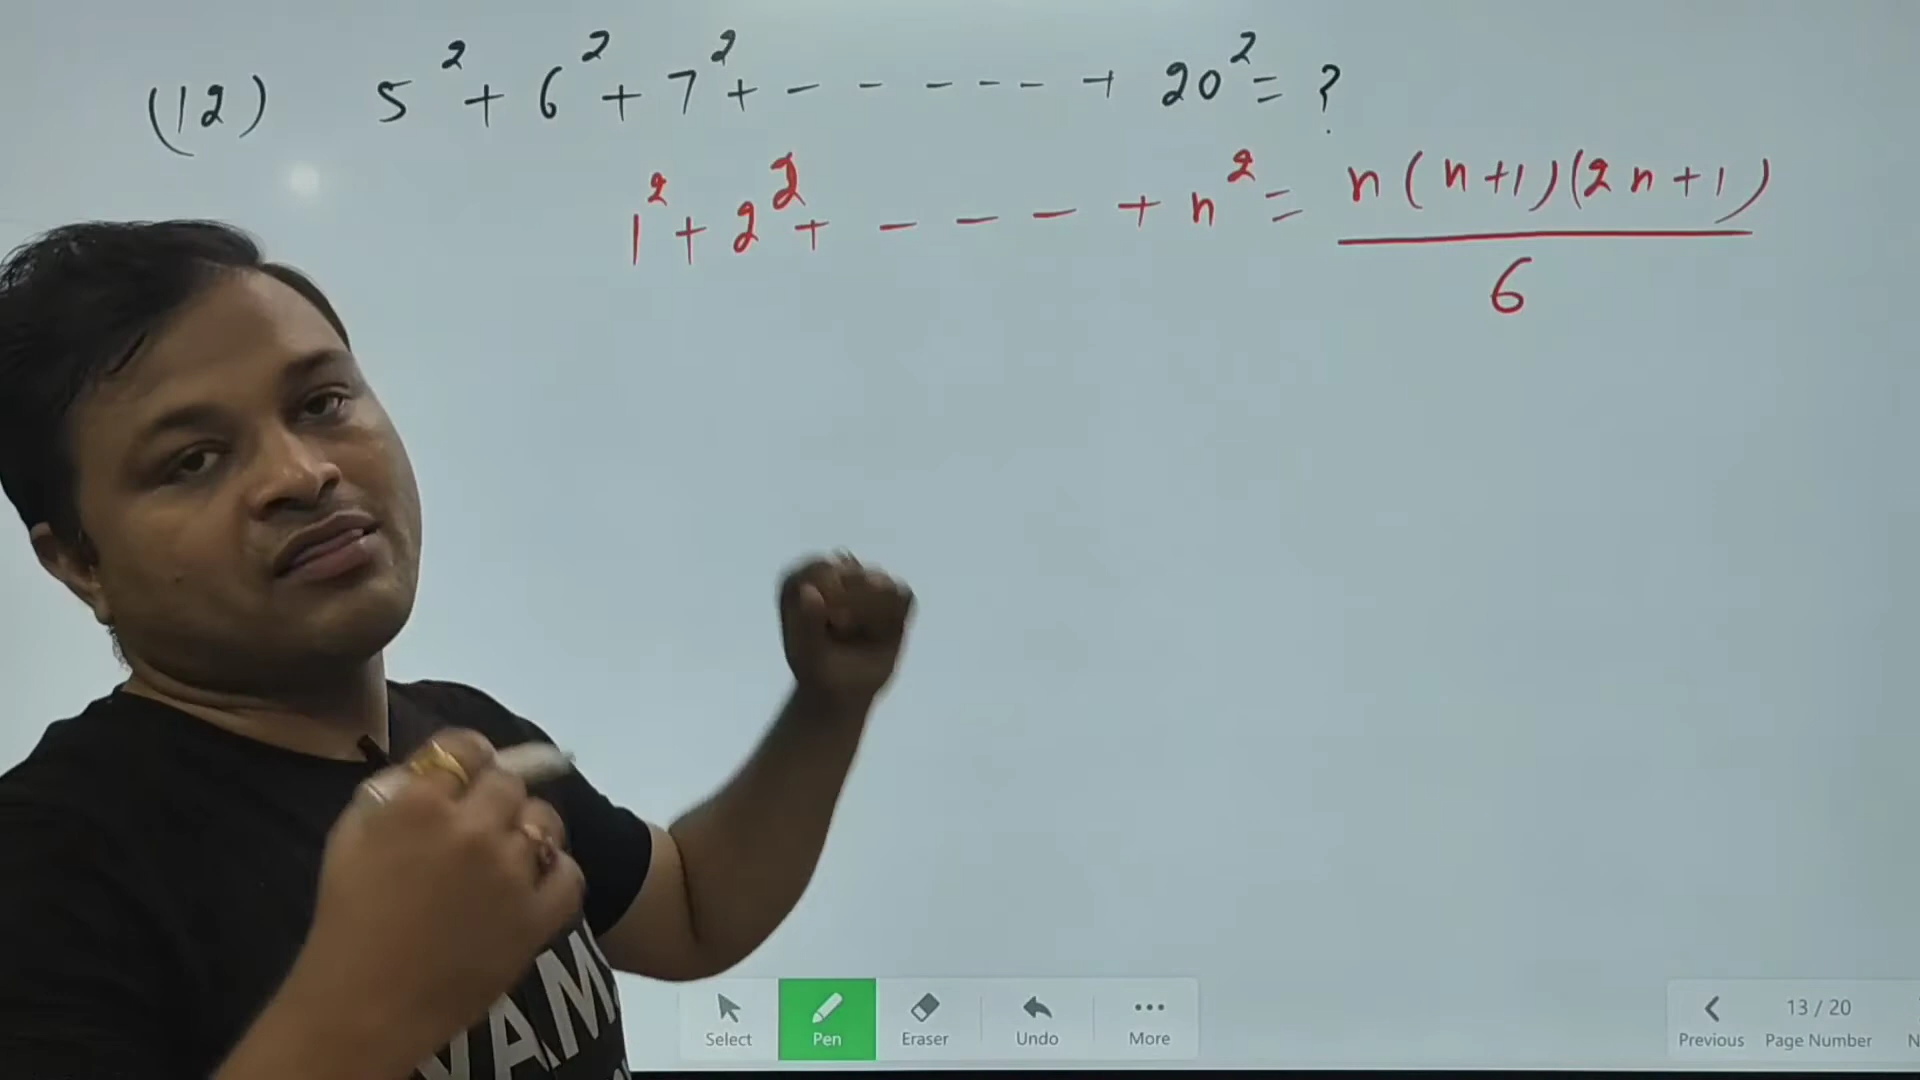 (12) 5² + 6² + 7² + - - - - - + 20² = ?
1² + 2² + - - - + n² = n(n+1)(2n+1)
6
Select Pen Eraser Undo More
13 / 20
Previous Page Number